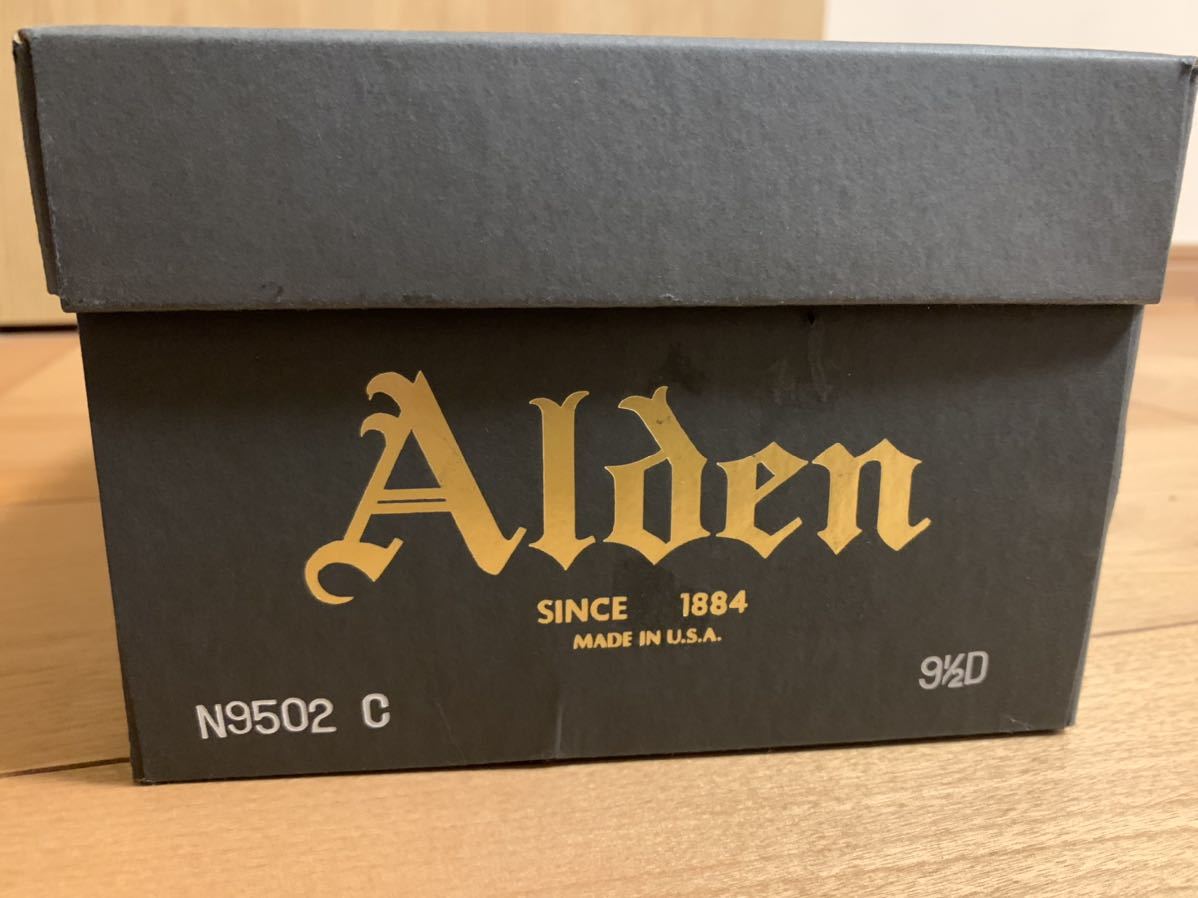 Alden
SINCE 1884
MADE IN U.S.A.
9½D
N9502 C